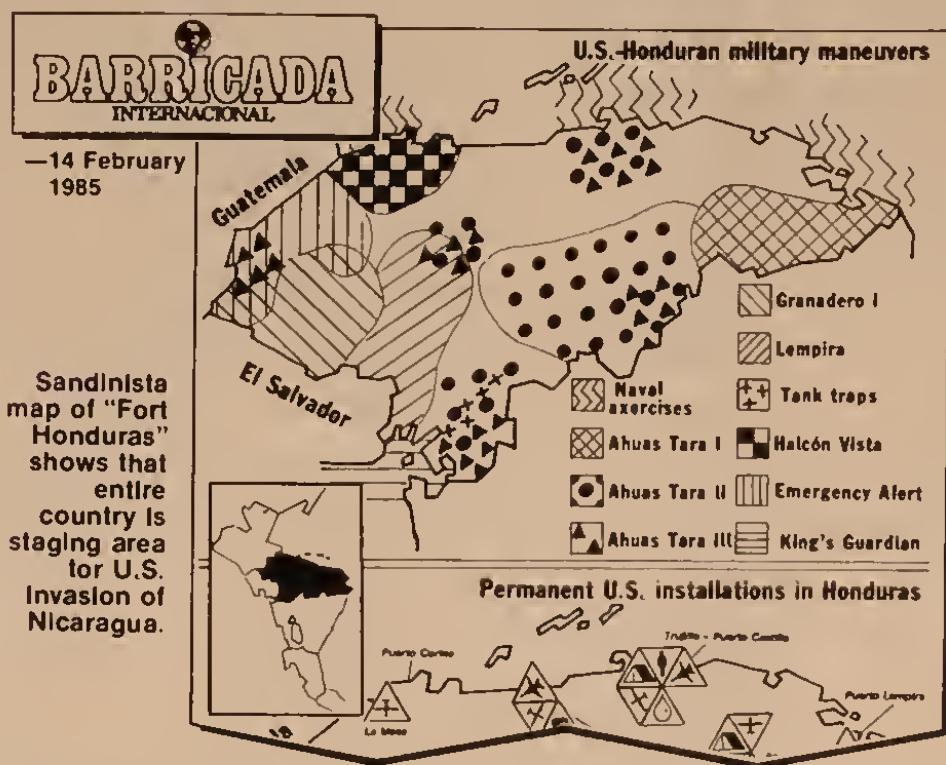 BARRICADA
INTERNACIONAL
—14 February
1985
Sandinista
map of "Fort
Honduras"
shows that
entire
country is
staging area
for U.S.
Invasion of
Nicaragua.
U.S.-Honduran military maneuvers
Guatemala
El Salvador
Naval
exercises
Ahuas Tara I
Ahuas Tara II
Ahuas Tara III
Granadero I
Lempira
Tank traps
Halcón Vista
Emergency Alert
King's Guardian
Permanent U.S. installations in Honduras
Puerto Cortes
La Mesa
Trujillo - Puerto Castilla
Puerto Lempira